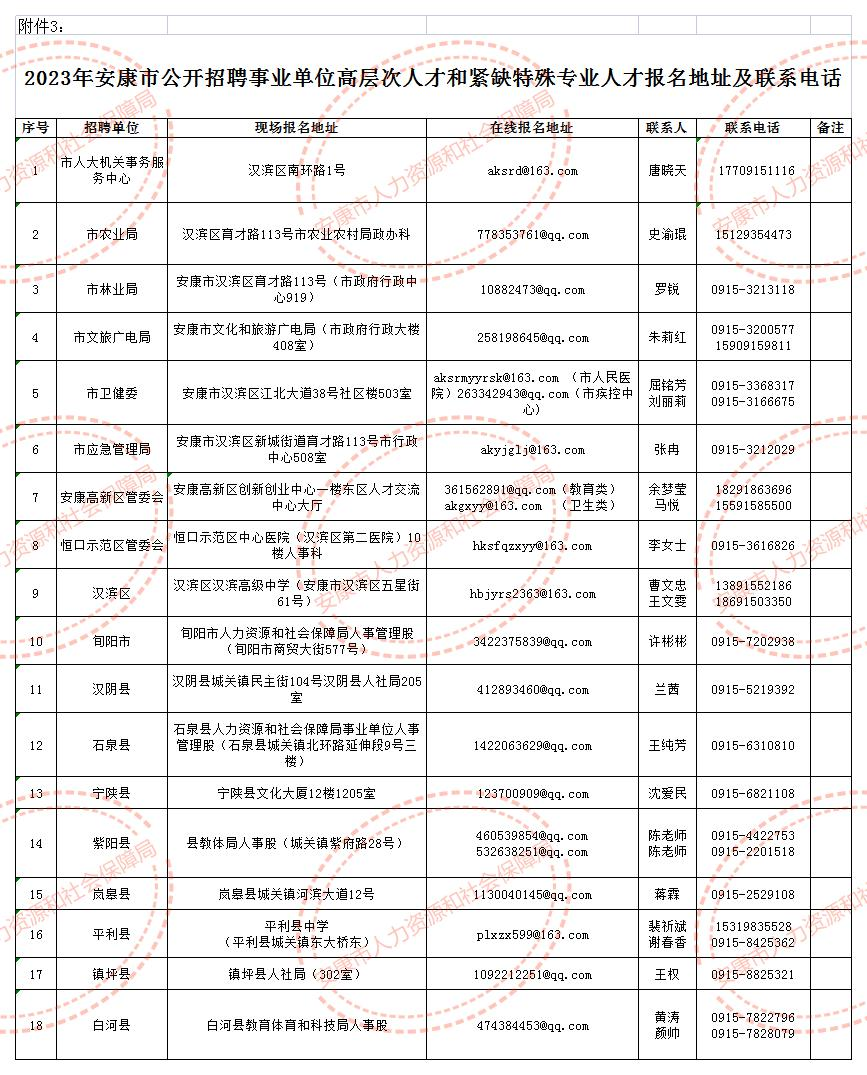 附件3：
2023年安康市公开招聘事业单位高层次人才和紧缺特殊专业人才报名地址及联系电话
序号 招聘单位 现场报名地址 在线报名地址 联系人 联系电话 备注
1 市人大机关事务服务中心 汉滨区南环路1号 aksrd@163.com 唐晓天 17709151116
2 市农业局 汉滨区育才路113号市农业农村局政办科 778353761@qq.com 史渝琨 15129354473
3 市林业局 安康市汉滨区育才路113号（市政府行政中心919） 10882473@qq.com 罗锐 0915-3213118
4 市文旅广电局 安康市文化和旅游广电局（市政府行政大楼408室） 258198645@qq.com 朱莉红 0915-3200577 15909159811
5 市卫健委 安康市汉滨区江北大道38号社区楼503室 aksrmyyrsk@163.com （市人民医院）263342943@qq.com（市疾控中心） 屈铭芳 刘丽莉 0915-3368317 0915-3166675
6 市应急管理局 安康市汉滨区新城街道育才路113号市行政中心508室 akyjglj@163.com 张冉 0915-3212029
7 安康高新区管委会 安康高新区创新创业中心一楼东区人才交流中心大厅 361562891@qq.com（教育类） akgxyy@163.com （卫生类） 余梦莹 马悦 18291863696 15591585500
8 恒口示范区管委会 恒口示范区中心医院（汉滨区第二医院）10楼人事科 hksfqzxyy@163.com 李女士 0915-3616826
9 汉滨区 汉滨区汉滨高级中学（安康市汉滨区五星街61号） hbjyrs2363@163.com 曹文忠 王文雯 13891552186 18691503350
10 旬阳市 旬阳市人力资源和社会保障局人事管理股（旬阳市商贸大街577号） 3422375839@qq.com 许彬彬 0915-7202938
11 汉阴县 汉阴县城关镇民主街104号汉阴县人社局205室 412893460@qq.com 兰茜 0915-5219392
12 石泉县 石泉县人力资源和社会保障局事业单位人事管理股（石泉县城关镇北环路延伸段9号三楼） 1422063629@qq.com 王纯芳 0915-6310810
13 宁陕县 宁陕县文化大厦12楼1205室 123700909@qq.com 沈爱民 0915-6821108
14 紫阳县 县教体局人事股（城关镇紫府路28号） 460539854@qq.com 532638251@qq.com 陈老师 陈老师 0915-4422753 0915-2201518
15 岚皋县 岚皋县城关镇河滨大道12号 1130040145@qq.com 蒋霖 0915-2529108
16 平利县 平利县中学（平利县城关镇东大桥东） plxzx599@163.com 裴祈斌 谢春香 15319835528 0915-8425362
17 镇坪县 镇坪县人社局（302室） 1092212251@qq.com 王权 0915-8825321
18 白河县 白河县教育体育和科技局人事股 474384453@qq.com 黄涛 颜帅 0915-7822796 0915-7828079
安康市人力资源和社会保障局